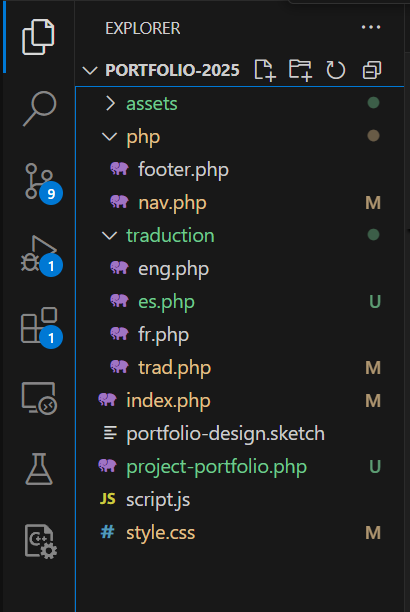 EXPLORER
PORTFOLIO-2025
assets
php
footer.php
nav.php M
traduction
eng.php
es.php U
fr.php
trad.php M
index.php M
portfolio-design.sketch
project-portfolio.php U
JS script.js
# style.css M
9
1
1
C++